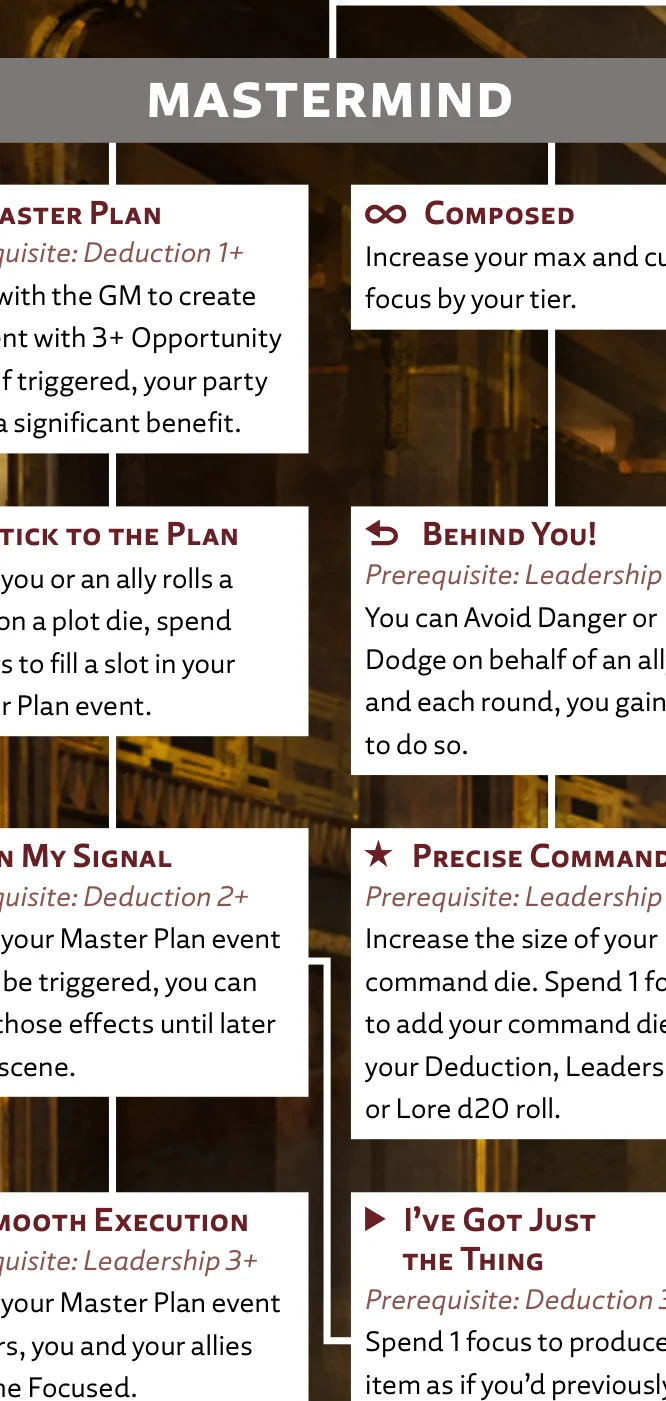 MASTERMIND
ASTER PLAN
quisite: Deduction 1+
with the GM to create
nt with 3+ Opportunity
f triggered, your party
a significant benefit.
∞ COMPOSED
Increase your max and cu
focus by your tier.
TICK TO THE PLAN
you or an ally rolls a
on a plot die, spend
s to fill a slot in your
r Plan event.
BEHIND YOU!
Prerequisite: Leadership
You can Avoid Danger or
Dodge on behalf of an all
and each round, you gain
to do so.
N MY SIGNAL
quisite: Deduction 2+
your Master Plan event
be triggered, you can
those effects until later
scene.
★ PRECISE COMMAND
Prerequisite: Leadership
Increase the size of your
command die. Spend 1 fo
to add your command die
your Deduction, Leaders
or Lore d20 roll.
MOOTH EXECUTION
quisite: Leadership 3+
your Master Plan event
rs, you and your allies
me Focused.
▶ I'VE GOT JUST
THE THING
Prerequisite: Deduction 3
Spend 1 focus to produce
item as if you'd previously